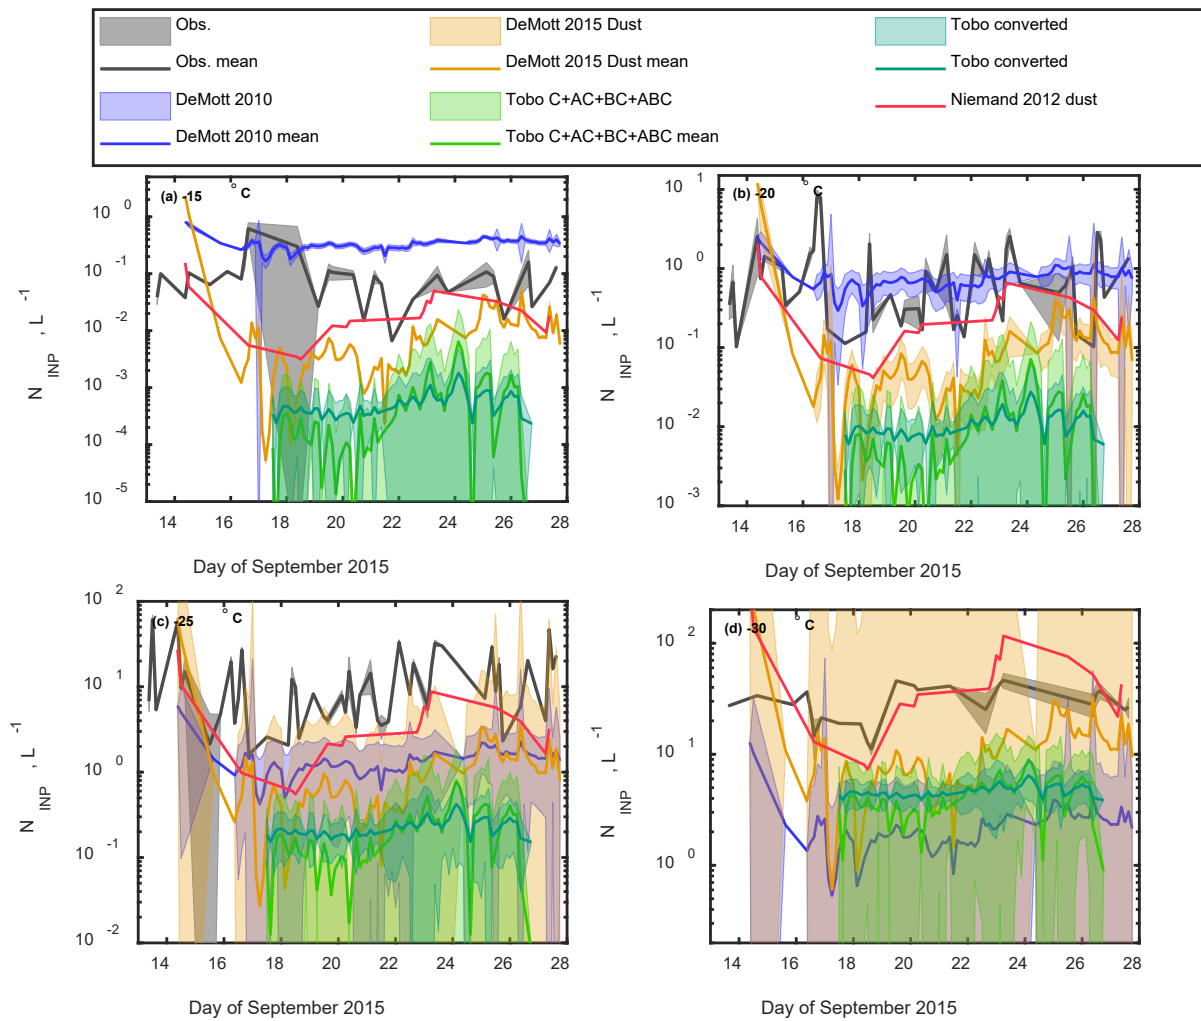 Obs.
Obs. mean
DeMott 2010
DeMott 2010 mean
DeMott 2015 Dust
DeMott 2015 Dust mean
Tobo C+AC+BC+ABC
Tobo C+AC+BC+ABC mean
Tobo converted
Tobo converted
Niemand 2012 dust
(a) -15 °C
10 0
10 -1
10 -2
10 -3
10 -4
10 -5
N INP , L -1
14 16 18 20 22 24 26 28
Day of September 2015
(b) -20 °C
10 1
10 0
10 -1
10 -2
10 -3
N INP , L -1
14 16 18 20 22 24 26 28
Day of September 2015
(c) -25 °C
10 2
10 1
10 0
10 -1
10 -2
N INP , L -1
14 16 18 20 22 24 26 28
Day of September 2015
(d) -30 °C
10 2
10 1
10 0
N INP , L -1
14 16 18 20 22 24 26 28
Day of September 2015